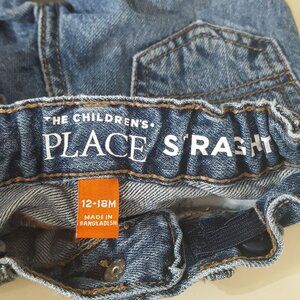 THE CHILDREN'S
PLACE STRAIGHT
12-18M
MADE IN
BANGLADESH